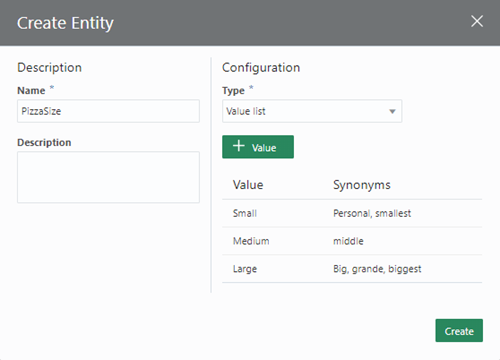 Create Entity
Description
Name *
PizzaSize
Description
Configuration
Type *
Value list
+ Value
Value Synonyms
Small Personal, smallest
Medium middle
Large Big, grande, biggest
Create